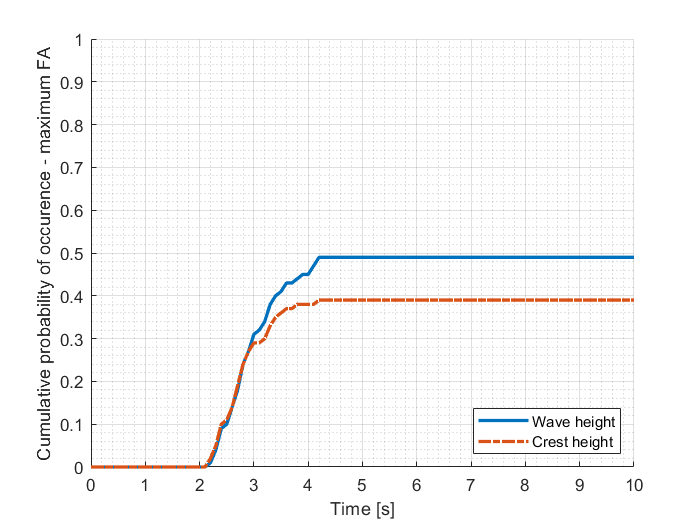 Cumulative probability of occurence - maximum FA
1
0.9
0.8
0.7
0.6
0.5
0.4
0.3
0.2
0.1
0
0 1 2 3 4 5 6 7 8 9 10
Time [s]
Wave height
Crest height